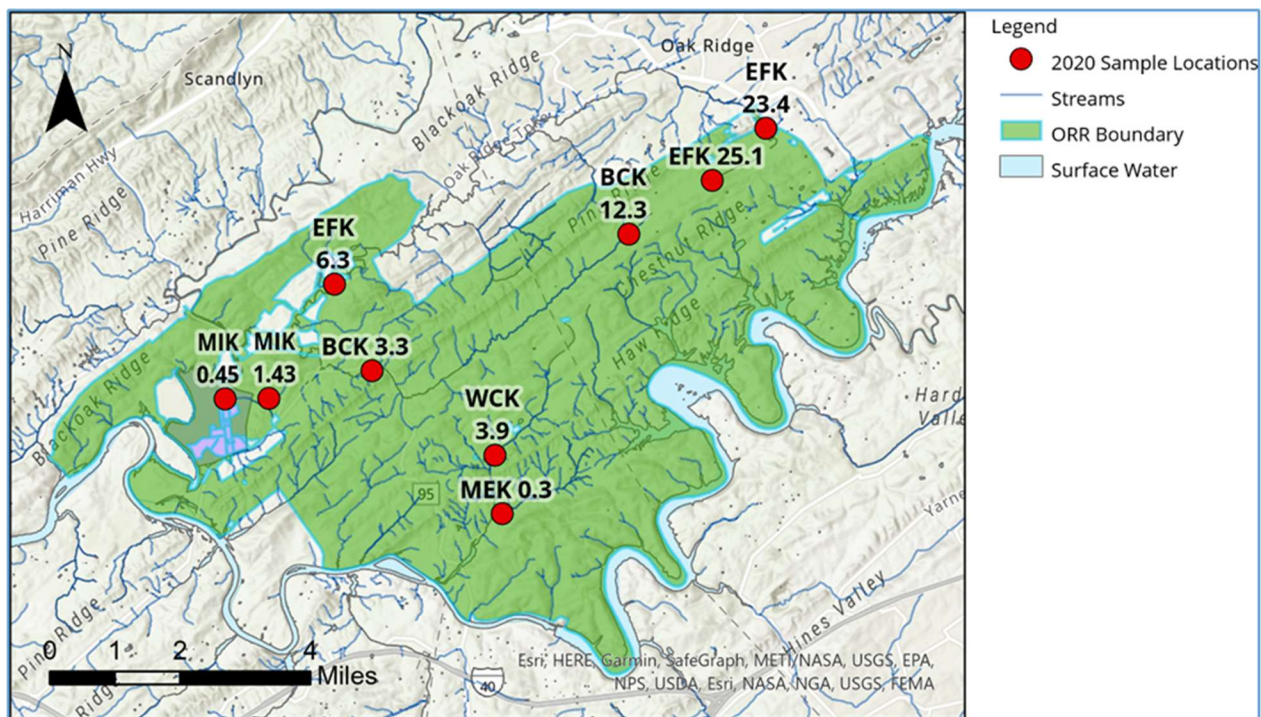 N
Scandlyn
Oak Ridge
Blackoak Ridge
Oak Ridge Tpke
Harriman Hwy
Pine Ridge
EFK
23.4
EFK 25.1
BCK
12.3
Pine Ridge
Chestnut Ridge
EFK
6.3
Haw Ridge
MIK
0.45
MIK
1.43
BCK 3.3
BlackOak Ridge
WCK
3.9
MEK 0.3
95
Hard
Valle
Yarne
Hines Valley
Pine Ridge
Ridge
0 1 2 4
Miles
40
Esri, HERE, Garmin, SafeGraph, METI/NASA, USGS, EPA,
NPS, USDA, Esri, NASA, NGA, USGS, FEMA
Legend
2020 Sample Locations
Streams
ORR Boundary
Surface Water